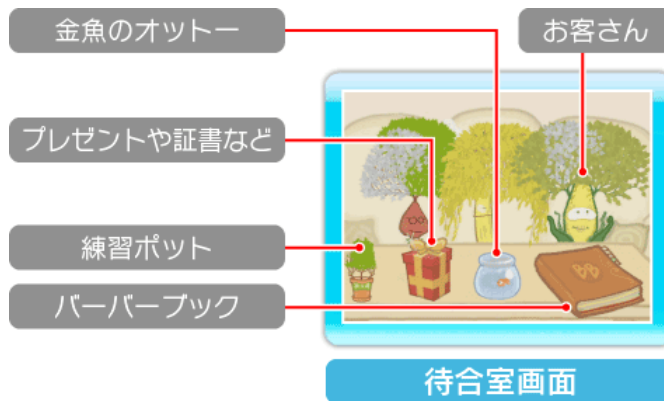 金魚のオットー
お客さん
プレゼントや証書など
練習ポット
バーバーブック
待合室画面